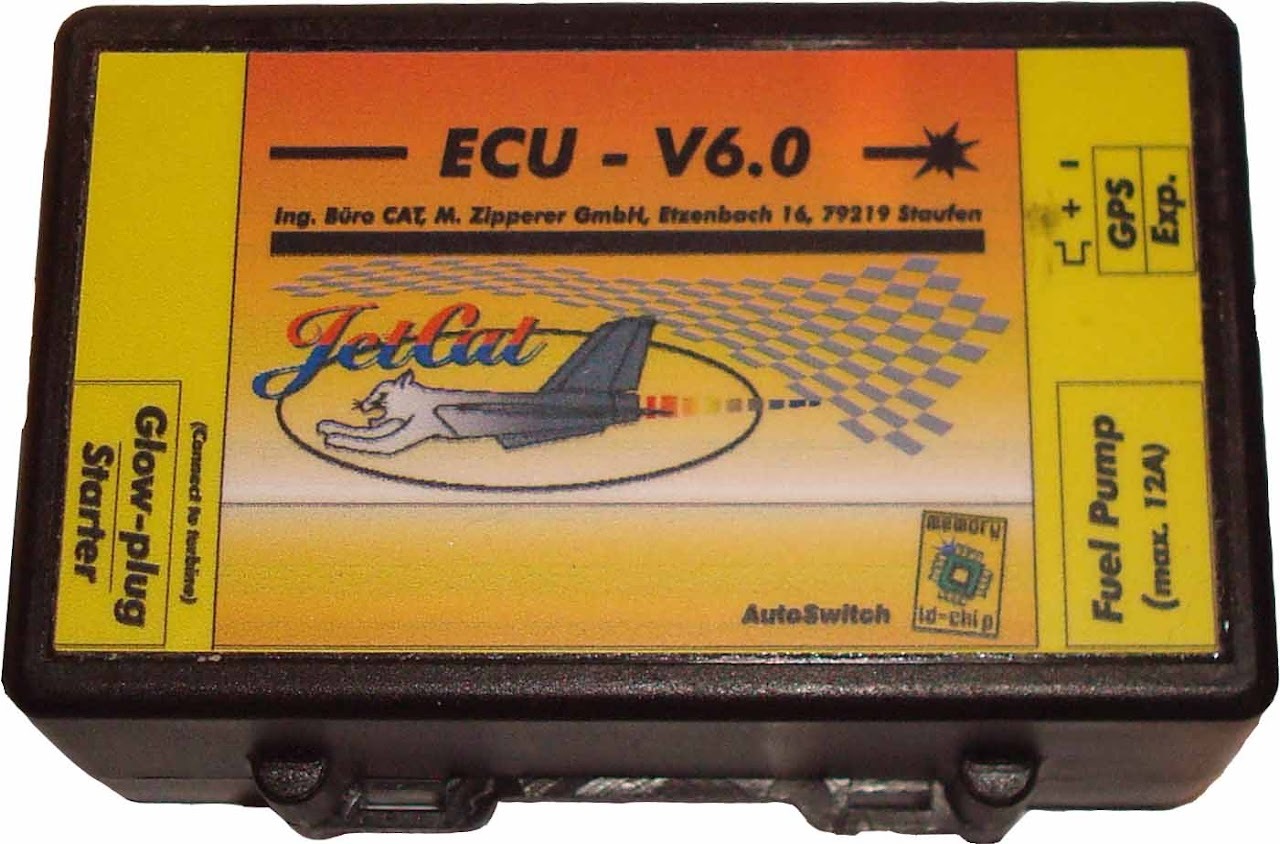 ECU - V6.0
Ing. Büro CAT, M. Zipperer GmbH, Etzenbach 16, 79219 Staufen
JetCat
(Connect to turbine)
Glow-plug
Starter
- +
GPS
Exp.
Fuel Pump
(max. 12A)
AutoSwitch
memory
id-chip